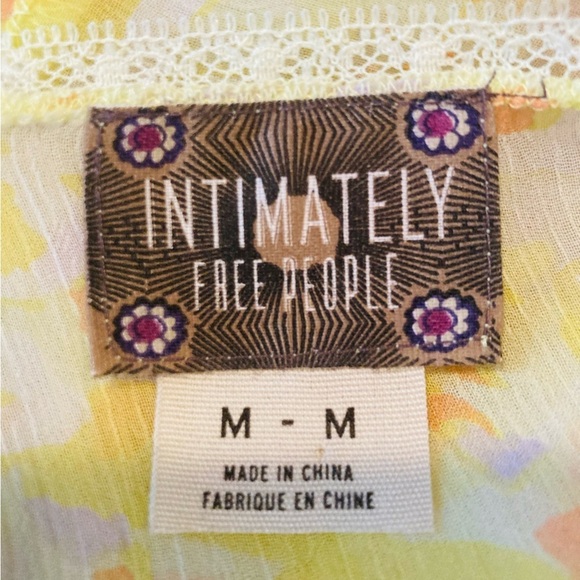 INTIMATELY
FREE PEOPLE
M - M
MADE IN CHINA
FABRIQUE EN CHINE